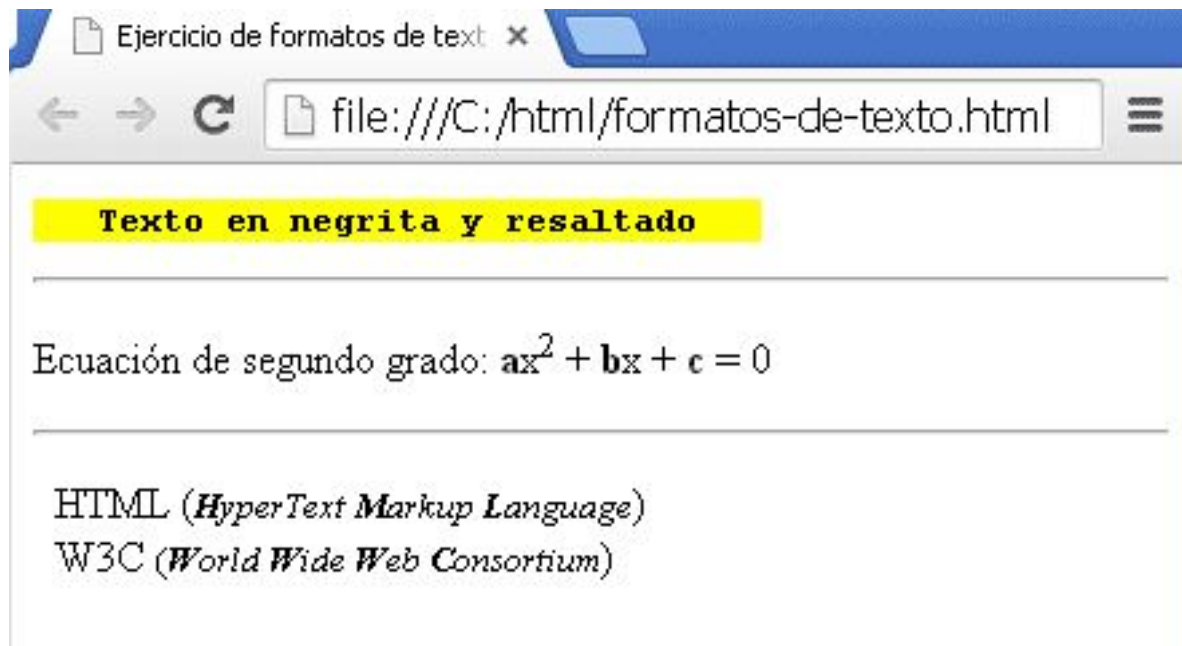 Ejercicio de formatos de text
file:///C:/html/formatos-de-texto.html
Texto en negrita y resaltado
Ecuación de segundo grado: ax² + bx + c = 0
HTML (HyperText Markup Language)
W3C (World Wide Web Consortium)